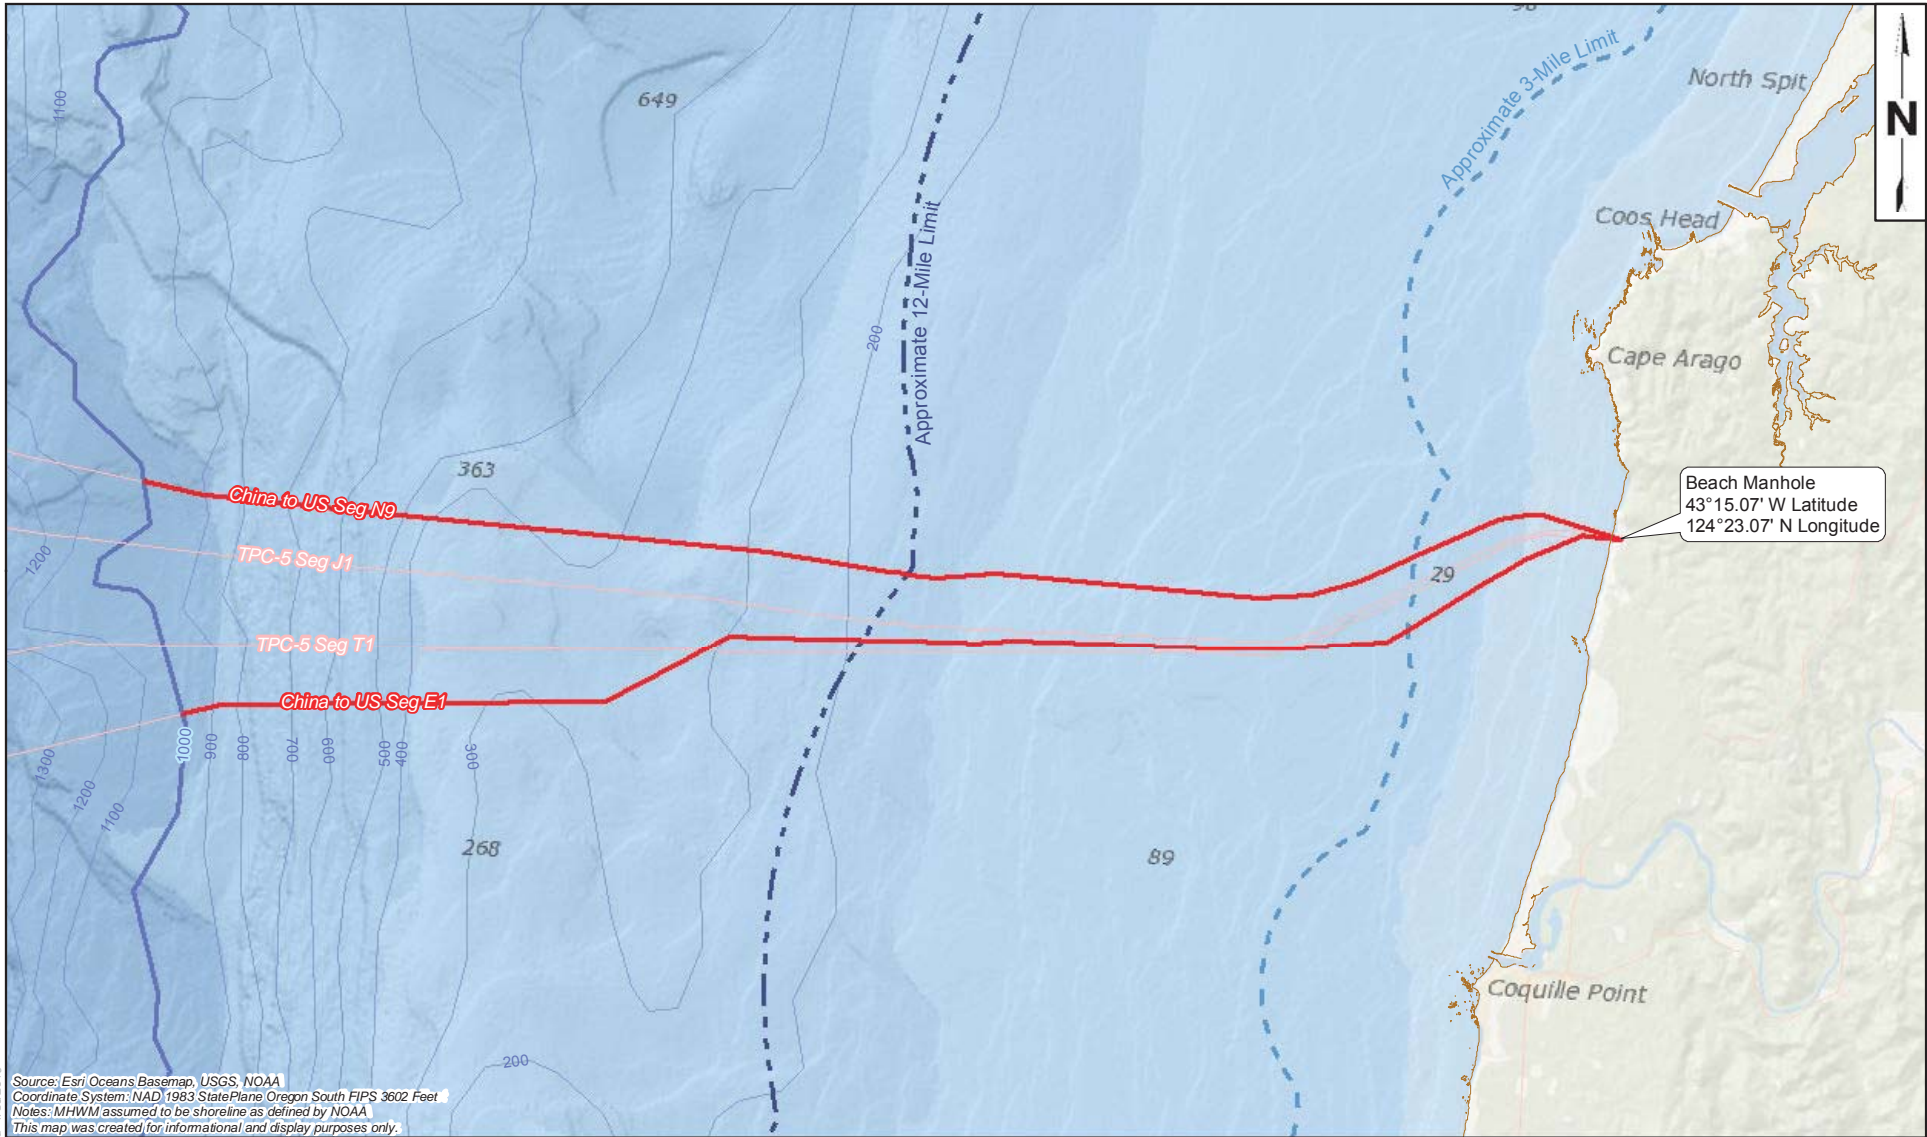 98
North Spit
N
Approximate 3-Mile Limit
649
1100
Coos Head
Approximate 12-Mile Limit
200
Cape Arago
363
Beach Manhole
43°15.07' W Latitude
124°23.07' N Longitude
China to US Seg N9
1200
TPC-5 Seg J1
29
TPC-5 Seg T1
China to US Seg E1
1000
900
800
700
600
500
400
300
1300
1200
1100
268
89
Coquille Point
200
Source: Esri Oceans Basemap, USGS, NOAA
Coordinate System: NAD 1983 StatePlane Oregon South FIPS 3602 Feet
Notes: MHWM assumed to be shoreline as defined by NOAA
This map was created for informational and display purposes only.